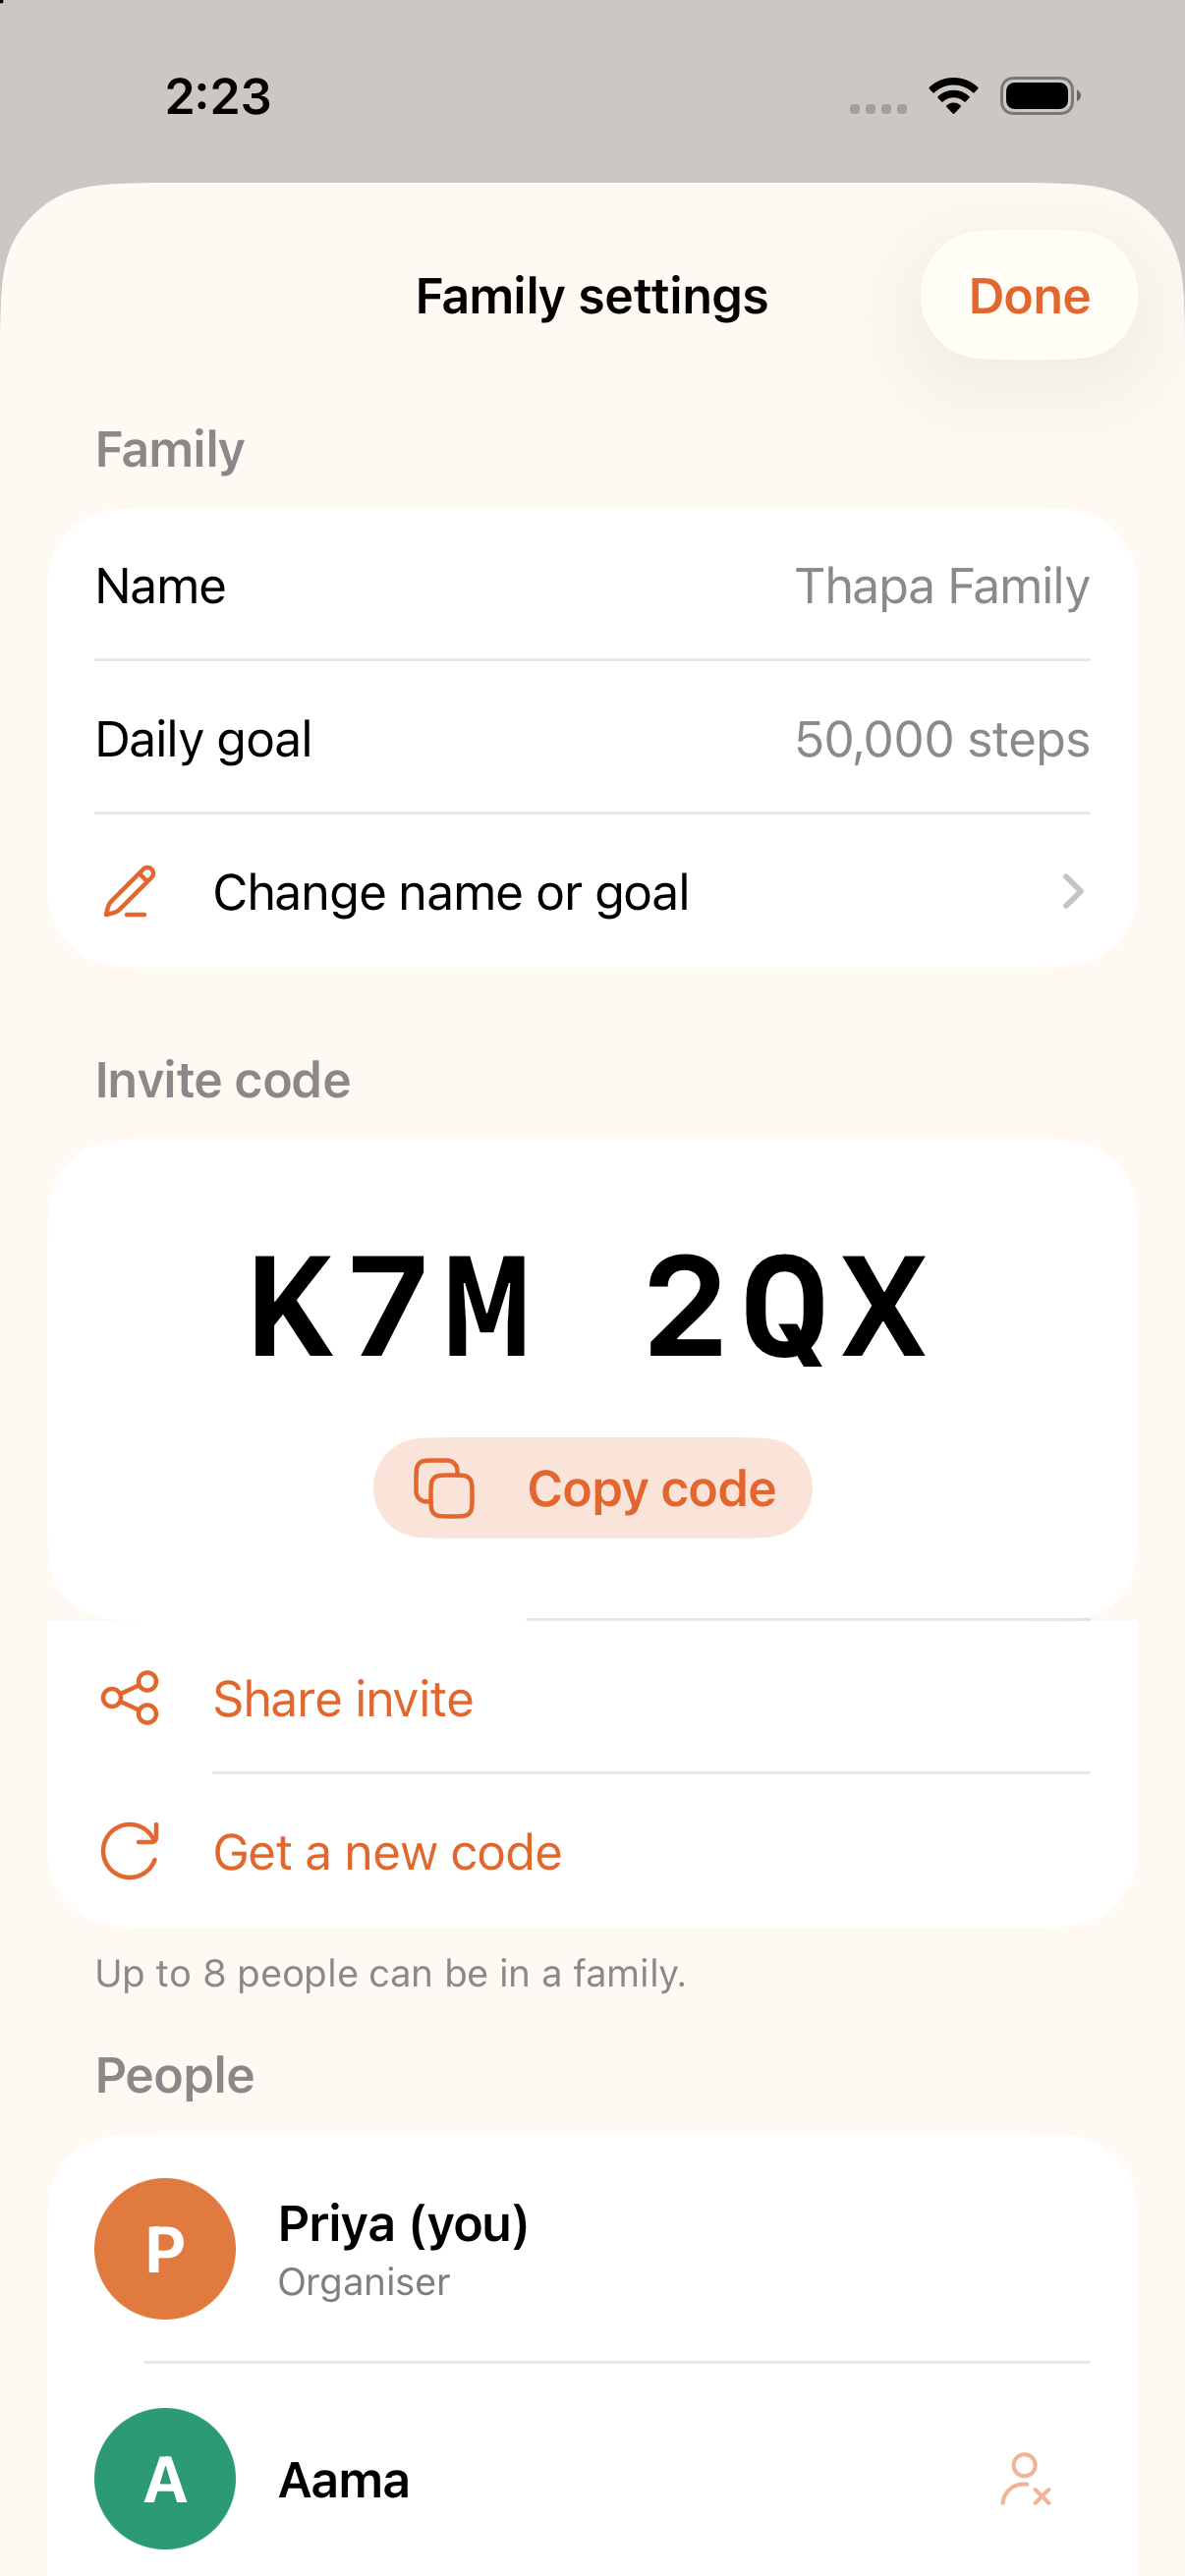 2:23
Family settings
Done
Family
Name
Thapa Family
Daily goal
50,000 steps
Change name or goal
Invite code
K7M 2QX
Copy code
Share invite
Get a new code
Up to 8 people can be in a family.
People
P
Priya (you)
Organiser
A
Aama